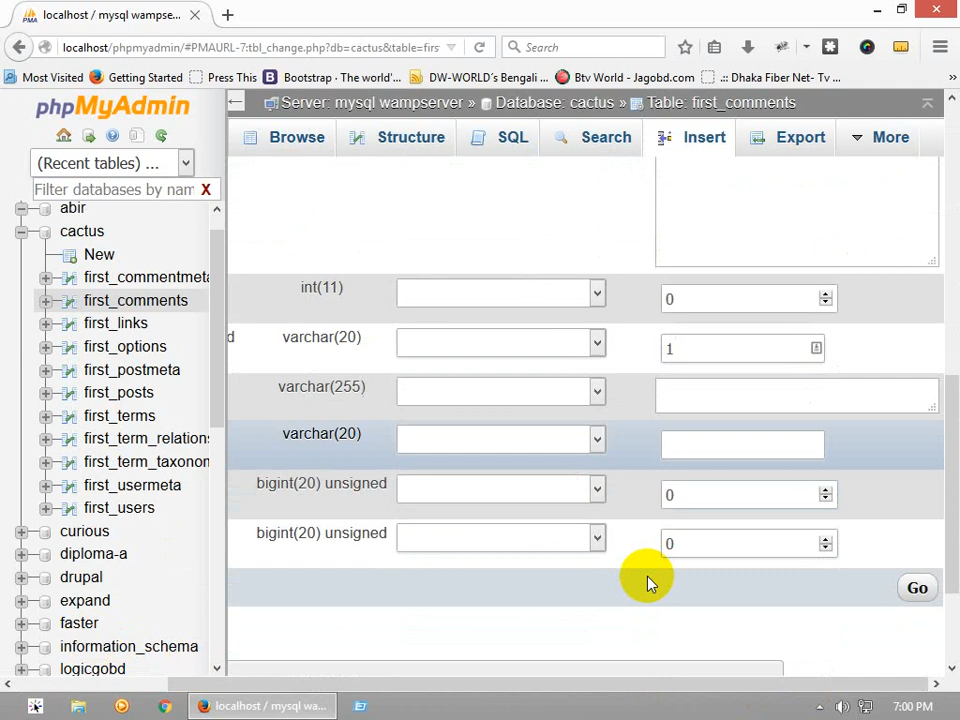 localhost / mysql wampse...
localhost/phpmyadmin/#PMAURL-7:tbl_change.php?db=cactus&table=firs
Search
Most Visited Getting Started Press This Bootstrap · The world'... DW-WORLD´s Bengali ... Btv World - Jagobd.com .:: Dhaka Fiber Net- Tv ... »
phpMyAdmin
Server: mysql wampserver » Database: cactus » Table: first_comments
Browse Structure SQL Search Insert Export More
(Recent tables) ...
Filter databases by nam X
abir
cactus
New
first_commentmeta
first_comments
first_links
first_options
first_postmeta
first_posts
first_terms
first_term_relations
first_term_taxonom
first_usermeta
first_users
curious
diploma-a
drupal
expand
faster
information_schema
logicgobd
int(11) 0
d varchar(20) 1
varchar(255)
varchar(20)
bigint(20) unsigned 0
bigint(20) unsigned 0
Go
localhost / mysql wa...
7:00 PM